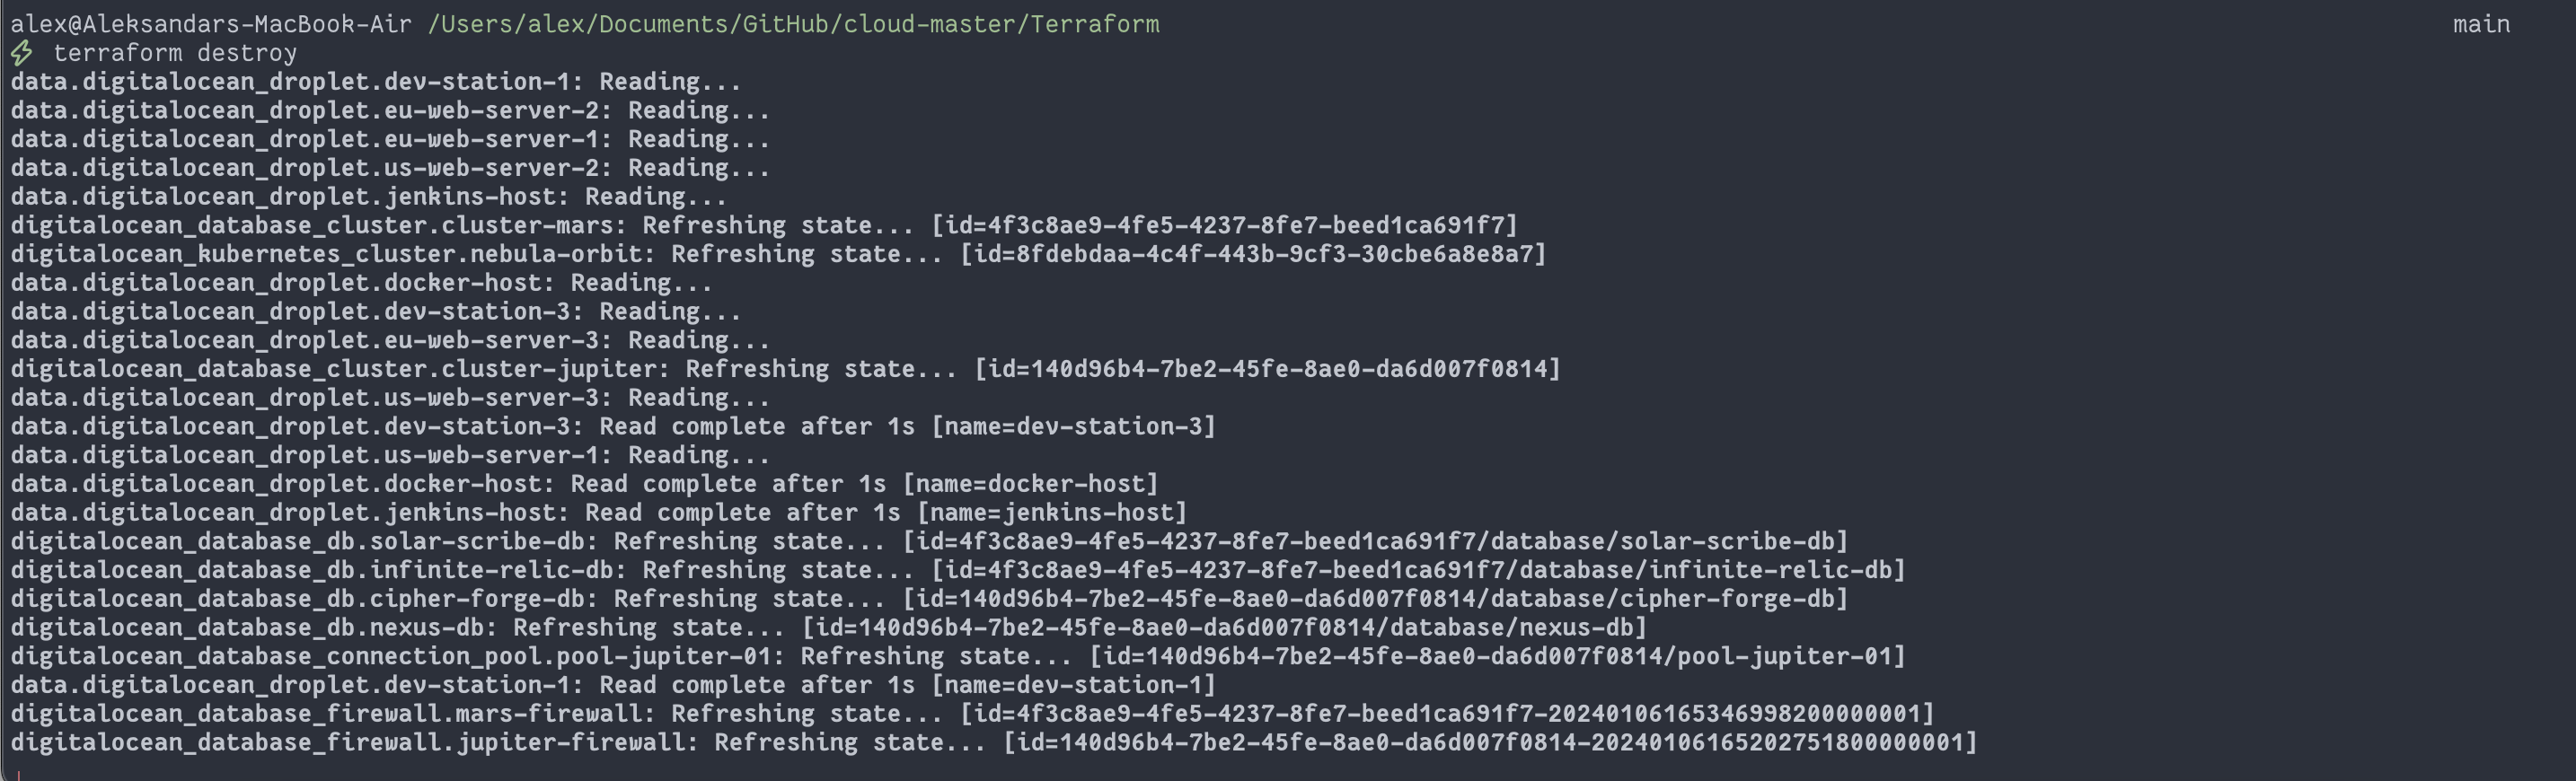 alex@Aleksandars-MacBook-Air /Users/alex/Documents/GitHub/cloud-master/Terraform main
⚡ terraform destroy
data.digitalocean_droplet.dev-station-1: Reading...
data.digitalocean_droplet.eu-web-server-2: Reading...
data.digitalocean_droplet.eu-web-server-1: Reading...
data.digitalocean_droplet.us-web-server-2: Reading...
data.digitalocean_droplet.jenkins-host: Reading...
digitalocean_database_cluster.cluster-mars: Refreshing state... [id=4f3c8ae9-4fe5-4237-8fe7-beed1ca691f7]
digitalocean_kubernetes_cluster.nebula-orbit: Refreshing state... [id=8fdebdaa-4c4f-443b-9cf3-30cbe6a8e8a7]
data.digitalocean_droplet.docker-host: Reading...
data.digitalocean_droplet.dev-station-3: Reading...
data.digitalocean_droplet.eu-web-server-3: Reading...
digitalocean_database_cluster.cluster-jupiter: Refreshing state... [id=140d96b4-7be2-45fe-8ae0-da6d007f0814]
data.digitalocean_droplet.us-web-server-3: Reading...
data.digitalocean_droplet.dev-station-3: Read complete after 1s [name=dev-station-3]
data.digitalocean_droplet.us-web-server-1: Reading...
data.digitalocean_droplet.docker-host: Read complete after 1s [name=docker-host]
data.digitalocean_droplet.jenkins-host: Read complete after 1s [name=jenkins-host]
digitalocean_database_db.solar-scribe-db: Refreshing state... [id=4f3c8ae9-4fe5-4237-8fe7-beed1ca691f7/database/solar-scribe-db]
digitalocean_database_db.infinite-relic-db: Refreshing state... [id=4f3c8ae9-4fe5-4237-8fe7-beed1ca691f7/database/infinite-relic-db]
digitalocean_database_db.cipher-forge-db: Refreshing state... [id=140d96b4-7be2-45fe-8ae0-da6d007f0814/database/cipher-forge-db]
digitalocean_database_db.nexus-db: Refreshing state... [id=140d96b4-7be2-45fe-8ae0-da6d007f0814/database/nexus-db]
digitalocean_database_connection_pool.pool-jupiter-01: Refreshing state... [id=140d96b4-7be2-45fe-8ae0-da6d007f0814/pool-jupiter-01]
data.digitalocean_droplet.dev-station-1: Read complete after 1s [name=dev-station-1]
digitalocean_database_firewall.mars-firewall: Refreshing state... [id=4f3c8ae9-4fe5-4237-8fe7-beed1ca691f7-20240106165346998200000001]
digitalocean_database_firewall.jupiter-firewall: Refreshing state... [id=140d96b4-7be2-45fe-8ae0-da6d007f0814-20240106165202751800000001]